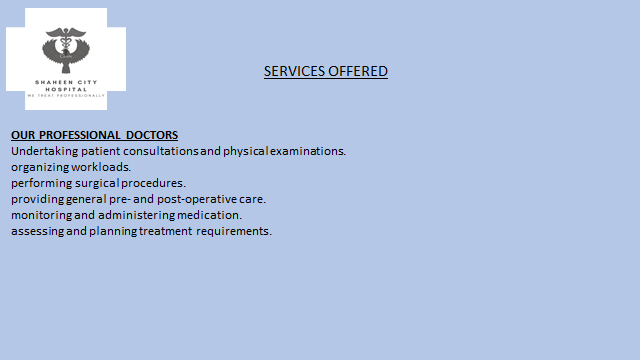 SHAHEEN CITY
HOSPITAL
WE TREAT PROFESSIONALLY
SERVICES OFFERED
OUR PROFESSIONAL DOCTORS
Undertaking patient consultations and physical examinations.
organizing workloads.
performing surgical procedures.
providing general pre- and post-operative care.
monitoring and administering medication.
assessing and planning treatment requirements.